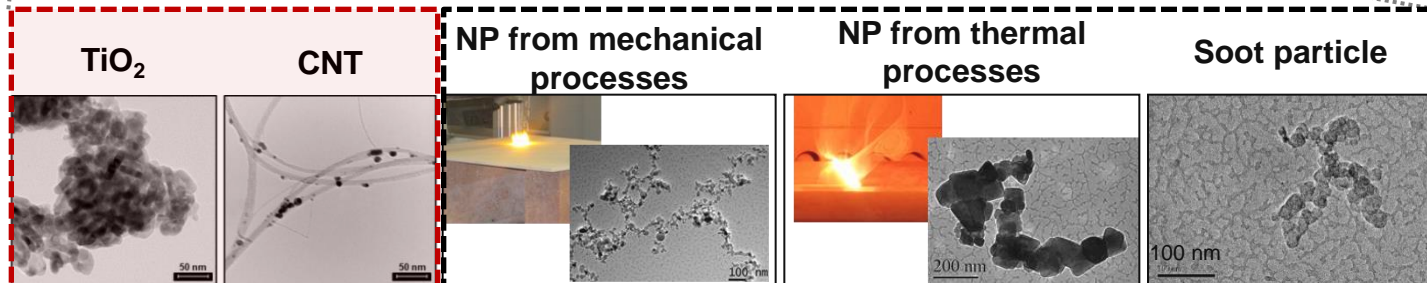 TiO₂
CNT
NP from mechanical
processes
NP from thermal
processes
Soot particle
50 nm
50 nm
100 nm
200 nm
100 nm